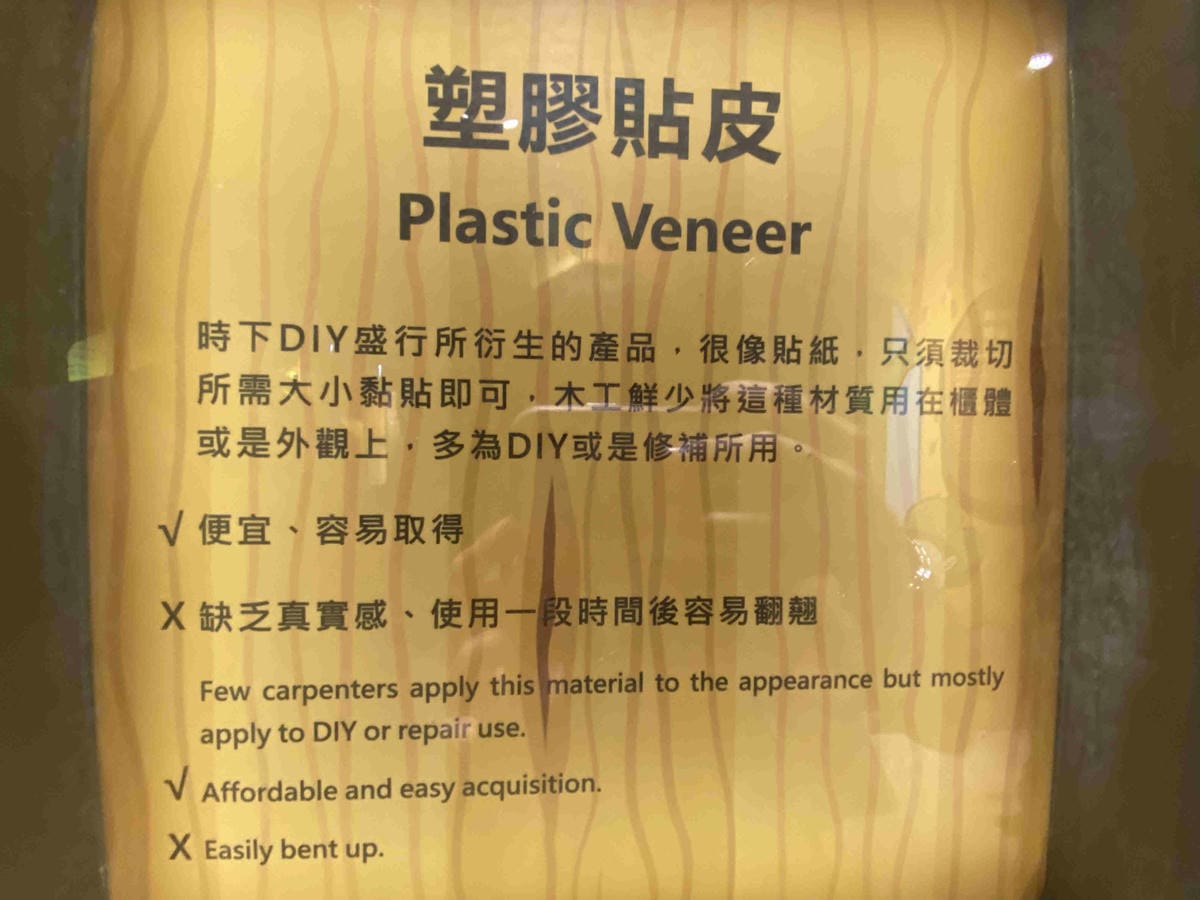 塑膠貼皮
Plastic Veneer
時下DIY盛行所衍生的產品，很像貼紙，只須裁切
所需大小黏貼即可，木工鮮少將這種材質用在櫃體
或是外觀上，多為DIY或是修補所用。
√ 便宜、容易取得
X 缺乏真實感、使用一段時間後容易翻翹
Few carpenters apply this material to the appearance but mostly
apply to DIY or repair use.
√ Affordable and easy acquisition.
X Easily bent up.